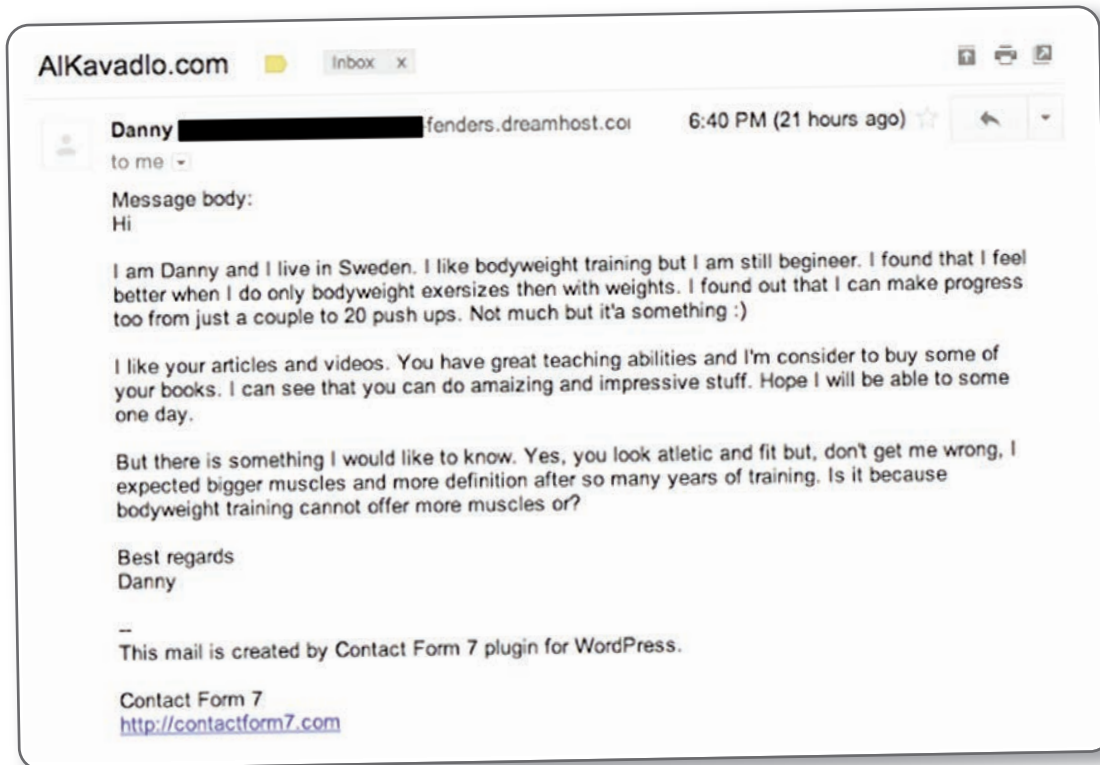 AlKavadlo.com Inbox x
Danny fenders.dreamhost.co 6:40 PM (21 hours ago)
to me
Message body:
Hi
I am Danny and I live in Sweden. I like bodyweight training but I am still begineer. I found that I feel
better when I do only bodyweight exersizes then with weights. I found out that I can make progress
too from just a couple to 20 push ups. Not much but it'a something :)
I like your articles and videos. You have great teaching abilities and I'm consider to buy some of
your books. I can see that you can do amaizing and impressive stuff. Hope I will be able to some
one day.
But there is something I would like to know. Yes, you look atletic and fit but, don't get me wrong, I
expected bigger muscles and more definition after so many years of training. Is it because
bodyweight training cannot offer more muscles or?
Best regards
Danny
--
This mail is created by Contact Form 7 plugin for WordPress.
Contact Form 7
http://contactform7.com